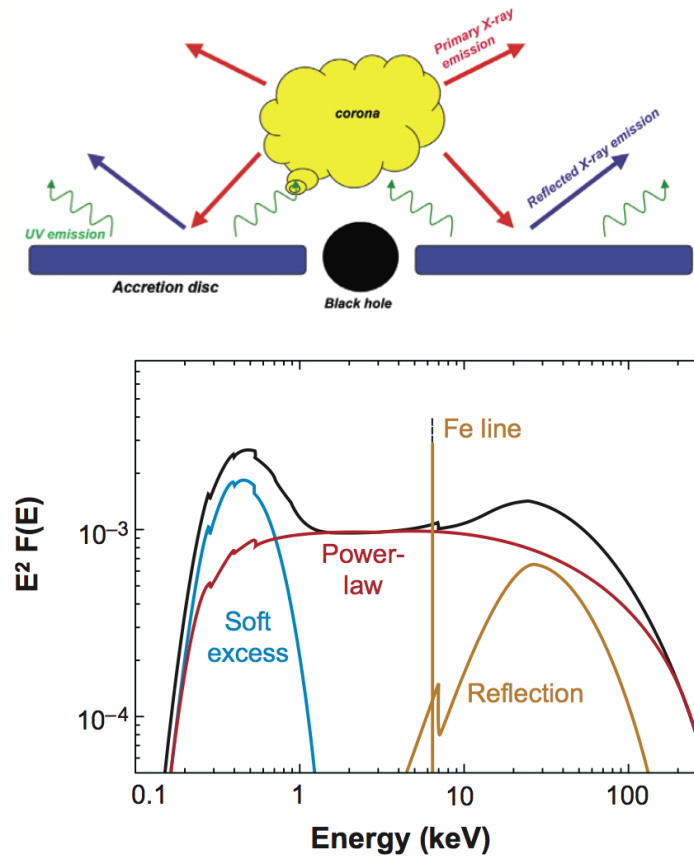 Primary X-ray
emission
corona
Reflected X-ray emission
UV emission
Accretion disc
Black hole
E² F(E)
10⁻³
10⁻⁴
Fe line
Power-
law
Soft
excess
Reflection
0.1
1
10
100
Energy (keV)